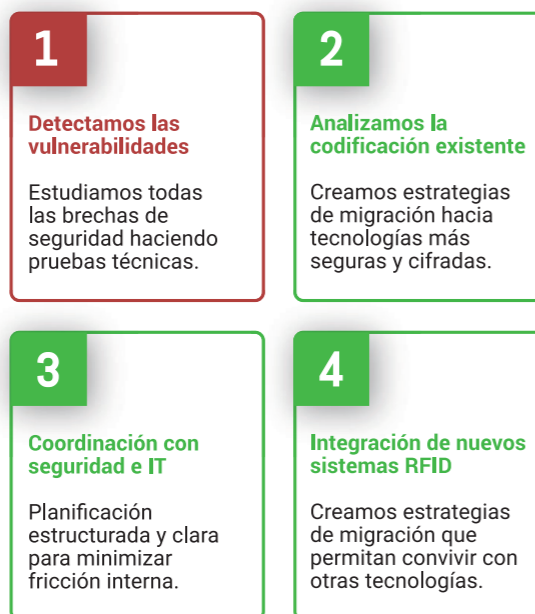 1
Detectamos las
vulnerabilidades
Estudiamos todas
las brechas de
seguridad haciendo
pruebas técnicas.
2
Analizamos la
codificación existente
Creamos estrategias
de migración hacia
tecnologías más
seguras y cifradas.
3
Coordinación con
seguridad e IT
Planificación
estructurada y clara
para minimizar
fricción interna.
4
Integración de nuevos
sistemas RFID
Creamos estrategias
de migración que
permitan convivir con
otras tecnologías.